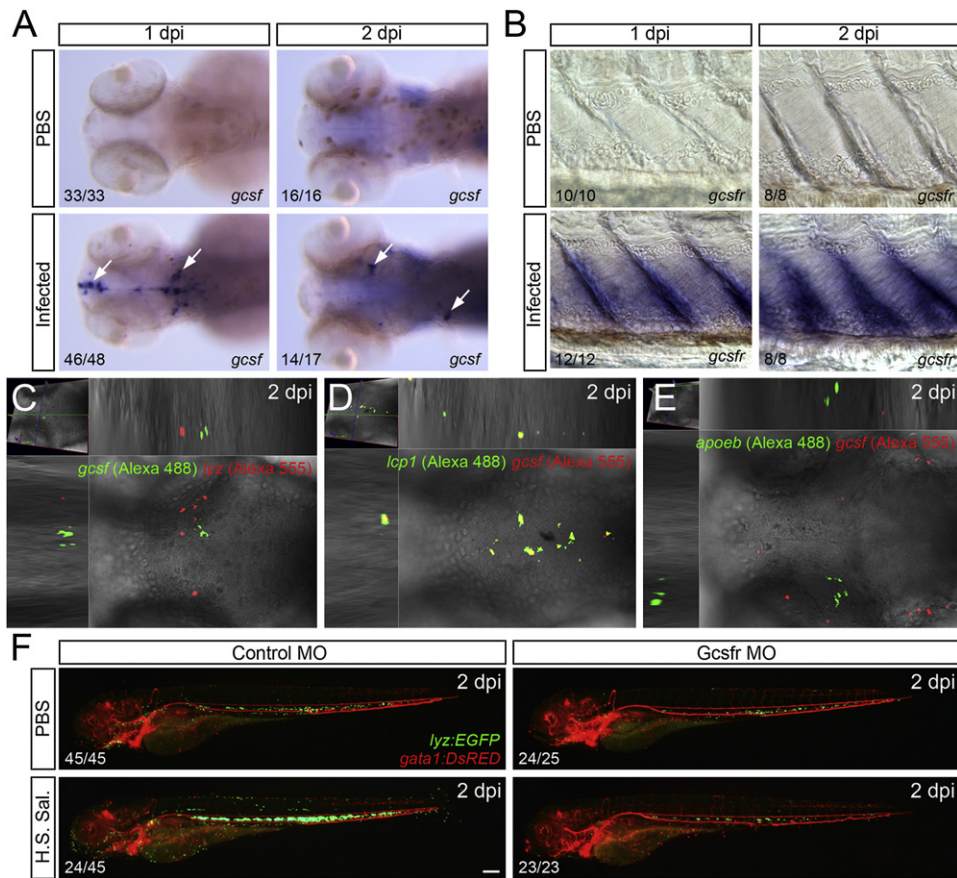 A
1 dpi
2 dpi
PBS
33/33
gcsf
16/16
gcsf
Infected
46/48
gcsf
14/17
gcsf
B
1 dpi
2 dpi
PBS
10/10
gcsfr
8/8
gcsfr
Infected
12/12
gcsfr
8/8
gcsfr
C
2 dpi
gcsf (Alexa 488) lyz (Alexa 555)
D
2 dpi
lcp1 (Alexa 488) gcsf (Alexa 555)
E
2 dpi
apoeb (Alexa 488) gcsf (Alexa 555)
F
Control MO
Gcsfr MO
PBS
2 dpi
lyz:EGFP
gata1:DsRED
45/45
2 dpi
24/25
H.S. Sal.
2 dpi
24/45
2 dpi
23/23